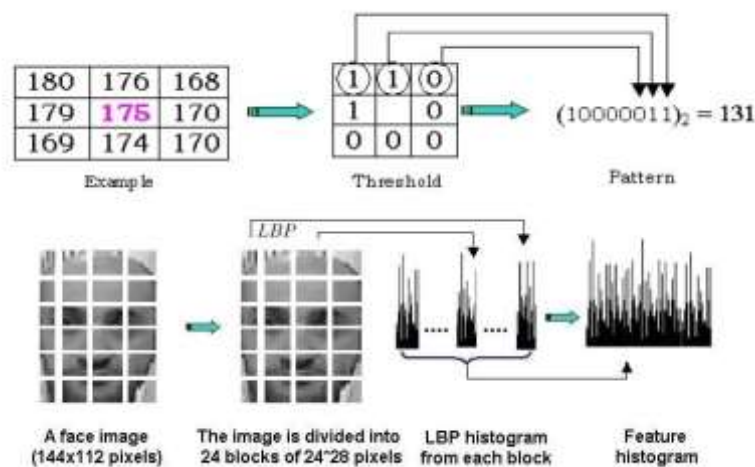 180 176 168
179 175 170
169 174 170
Example
1 1 0
1 0
0 0 0
Threshold
(10000011)2 = 131
Pattern
LBP
.... ....
A face image
(144x112 pixels)
The image is divided into
24 blocks of 24*28 pixels
LBP histogram
from each block
Feature
histogram